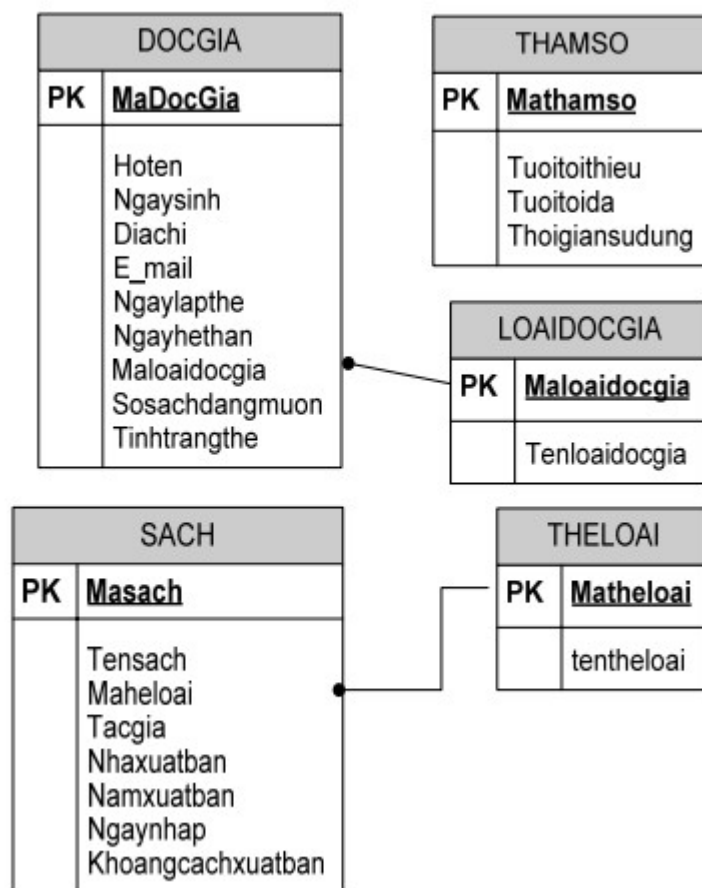 DOCGIA
PK MaDocGia
Hoten
Ngaysinh
Diachi
E_mail
Ngaylapthe
Ngayhethan
Maloaidocgia
Sosachdangmuon
Tinhtrangthe
THAMSO
PK Mathamso
Tuoitoithieu
Tuoitoida
Thoigiansudung
LOAIDOCGIA
PK Maloaidocgia
Tenloaidocgia
SACH
PK Masach
Tensach
Maheloai
Tacgia
Nhaxuatban
Namxuatban
Ngaynhap
Khoangcachxuatban
THELOAI
PK Matheloai
tentheloai